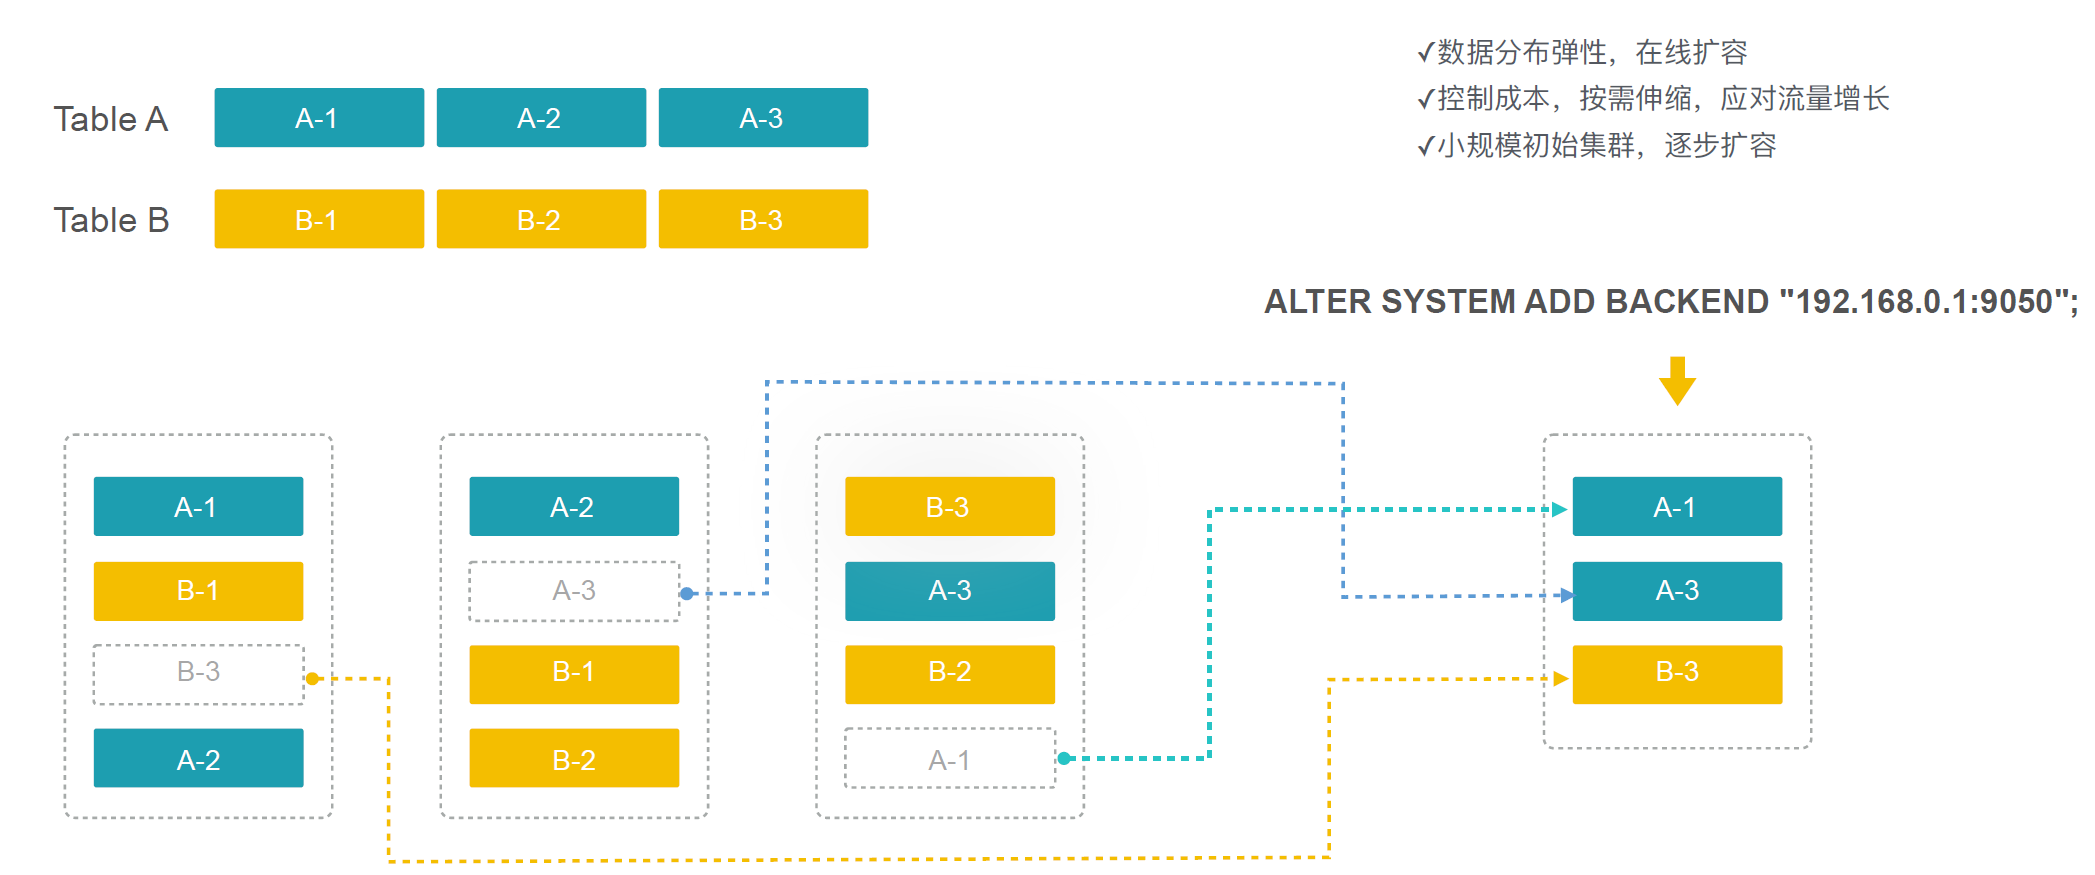 ✓数据分布弹性，在线扩容
✓控制成本，按需伸缩，应对流量增长
✓小规模初始集群，逐步扩容
Table A
A-1
A-2
A-3
Table B
B-1
B-2
B-3
ALTER SYSTEM ADD BACKEND "192.168.0.1:9050";
A-1
B-1
B-3
A-2
A-2
A-3
B-1
B-2
B-3
A-3
B-2
A-1
A-1
A-3
B-3